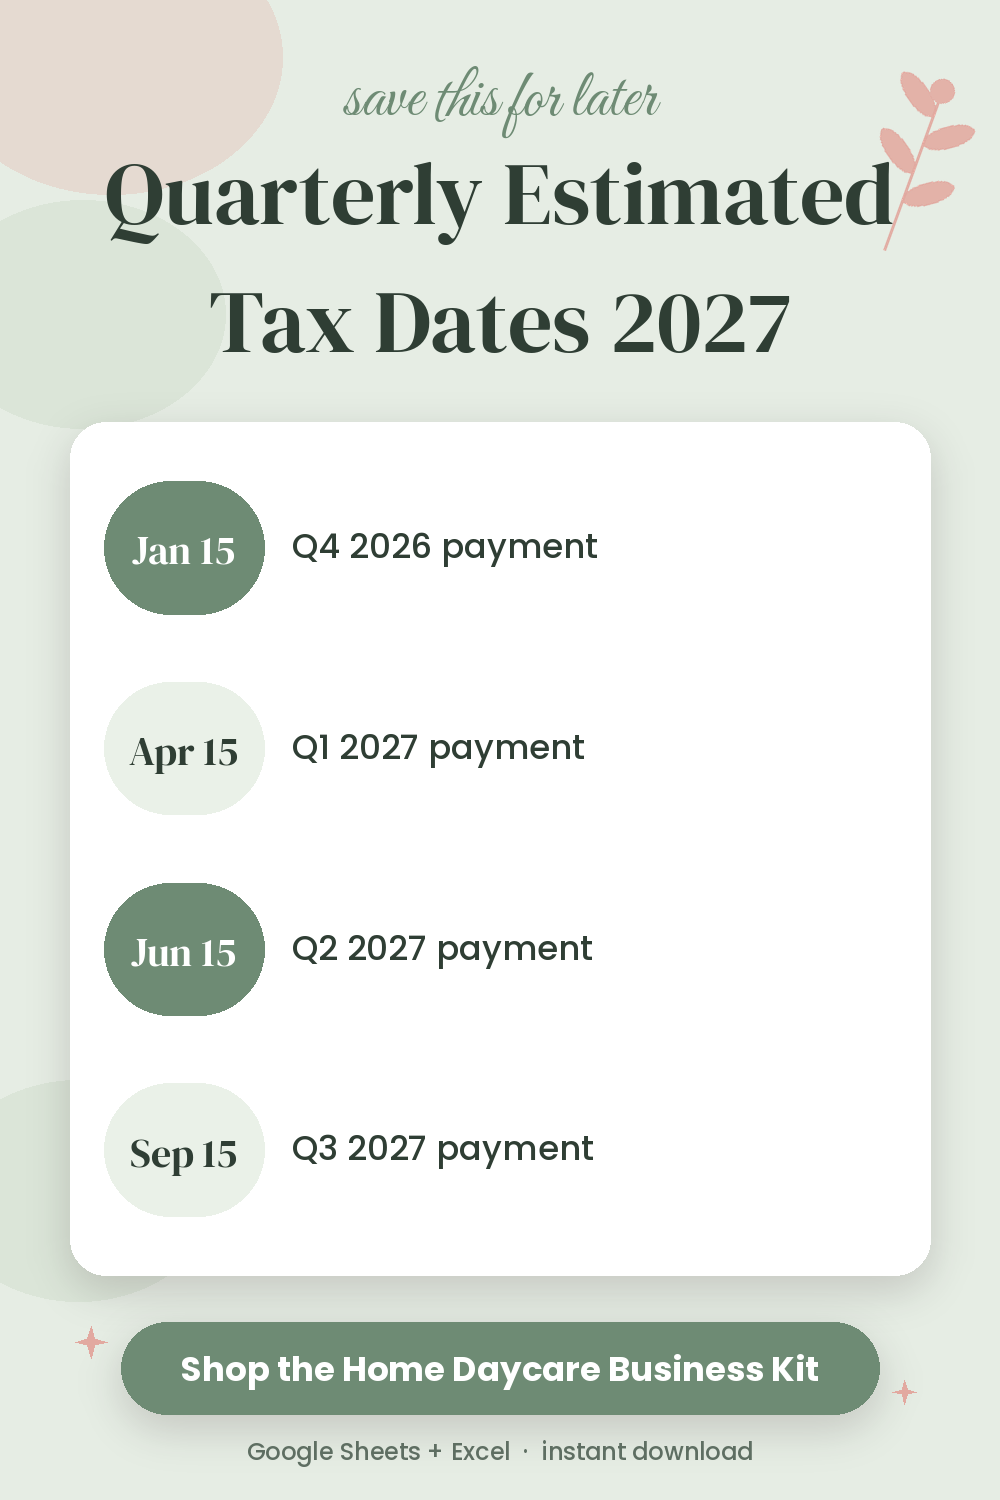 save this for later
Quarterly Estimated
Tax Dates 2027
Jan 15 Q4 2026 payment
Apr 15 Q1 2027 payment
Jun 15 Q2 2027 payment
Sep 15 Q3 2027 payment
Shop the Home Daycare Business Kit
Google Sheets + Excel · instant download